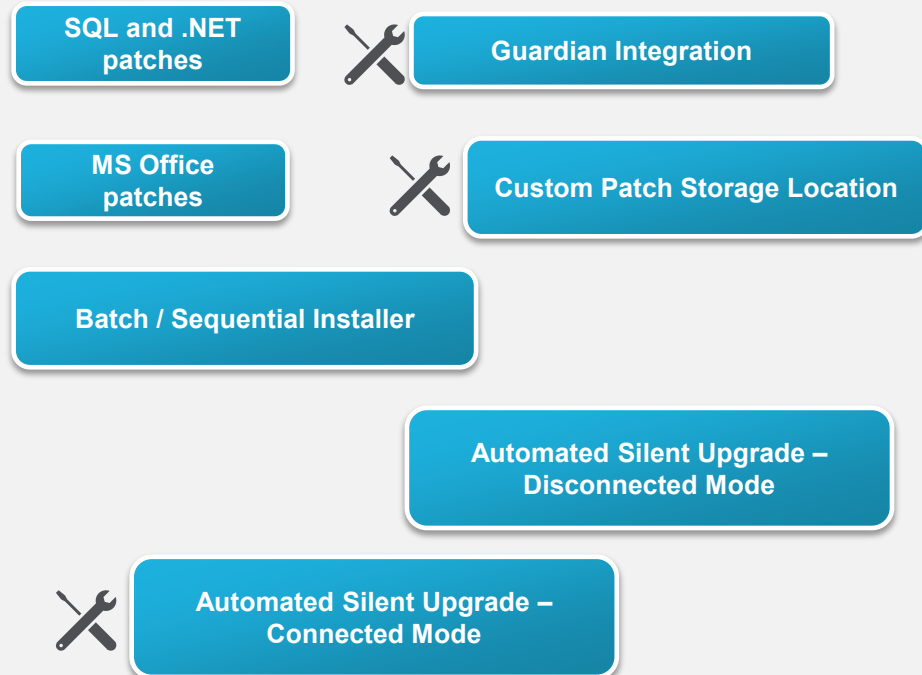 SQL and .NET
patches
Guardian Integration
MS Office
patches
Custom Patch Storage Location
Batch / Sequential Installer
Automated Silent Upgrade –
Disconnected Mode
Automated Silent Upgrade –
Connected Mode